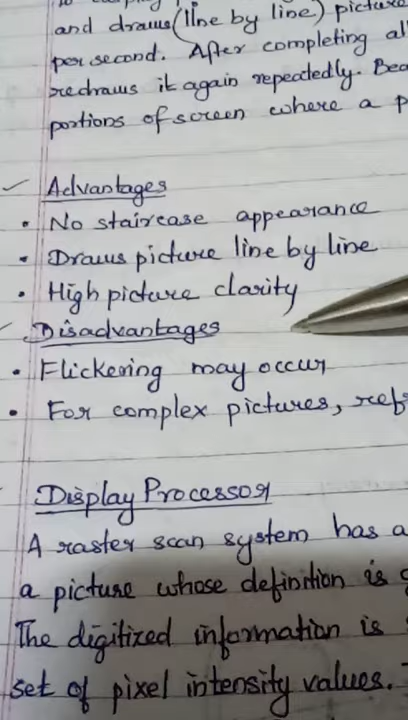 and draws (line by line) picture
per second. After completing al
redraws it again repeatedly. Bea
portions of screen where a p
Advantages
• No staircase appearance
• Draws picture line by line
• High picture clarity
Disadvantages
• Flickering may occur
• For complex pictures, ref
Display Processor
A raster scan system has a
a picture whose definition is g
The digitized information is
set of pixel intensity values.